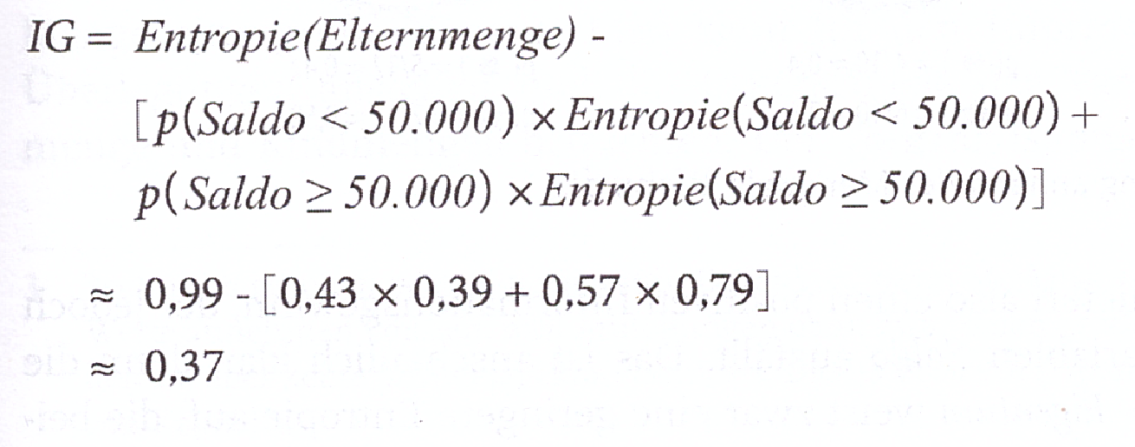 IG = Entropie(Elternmenge) -
[p(Saldo < 50.000) × Entropie(Saldo < 50.000) +
p(Saldo ≥ 50.000) × Entropie(Saldo ≥ 50.000)]
≈ 0,99 - [0,43 × 0,39 + 0,57 × 0,79]
≈ 0,37